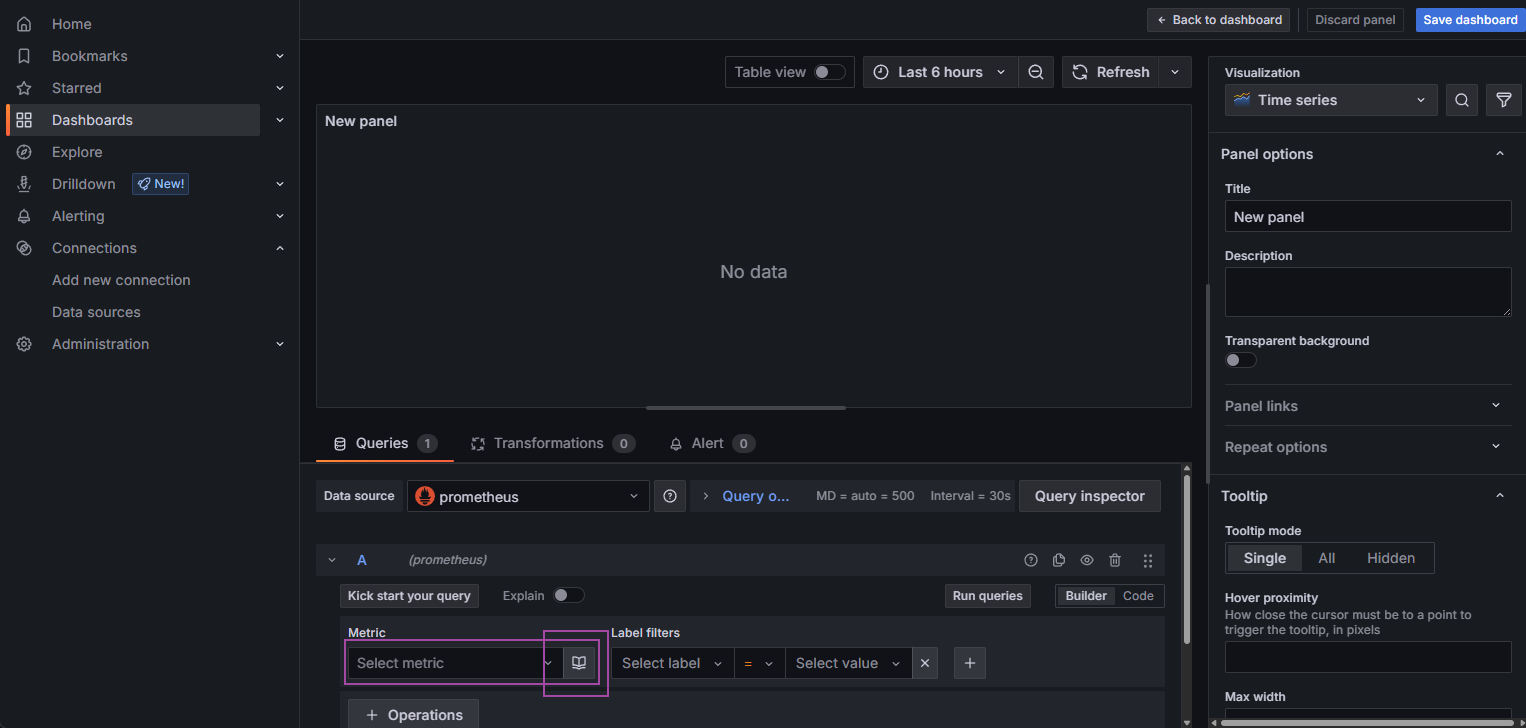 Home
Bookmarks
Starred
Dashboards
Explore
Drilldown New!
Alerting
Connections
Add new connection
Data sources
Administration
Back to dashboard Discard panel Save dashboard
Table view Last 6 hours Refresh
New panel
No data
Queries 1 Transformations 0 Alert 0
Data source prometheus Query o... MD = auto = 500 Interval = 30s Query inspector
A (prometheus)
Kick start your query Explain Run queries Builder Code
Metric Label filters
Select metric Select label = Select value
Operations
Visualization
Time series
Panel options
Title
New panel
Description
Transparent background
Panel links
Repeat options
Tooltip
Tooltip mode
Single All Hidden
Hover proximity
How close the cursor must be to a point to
trigger the tooltip, in pixels
Max width